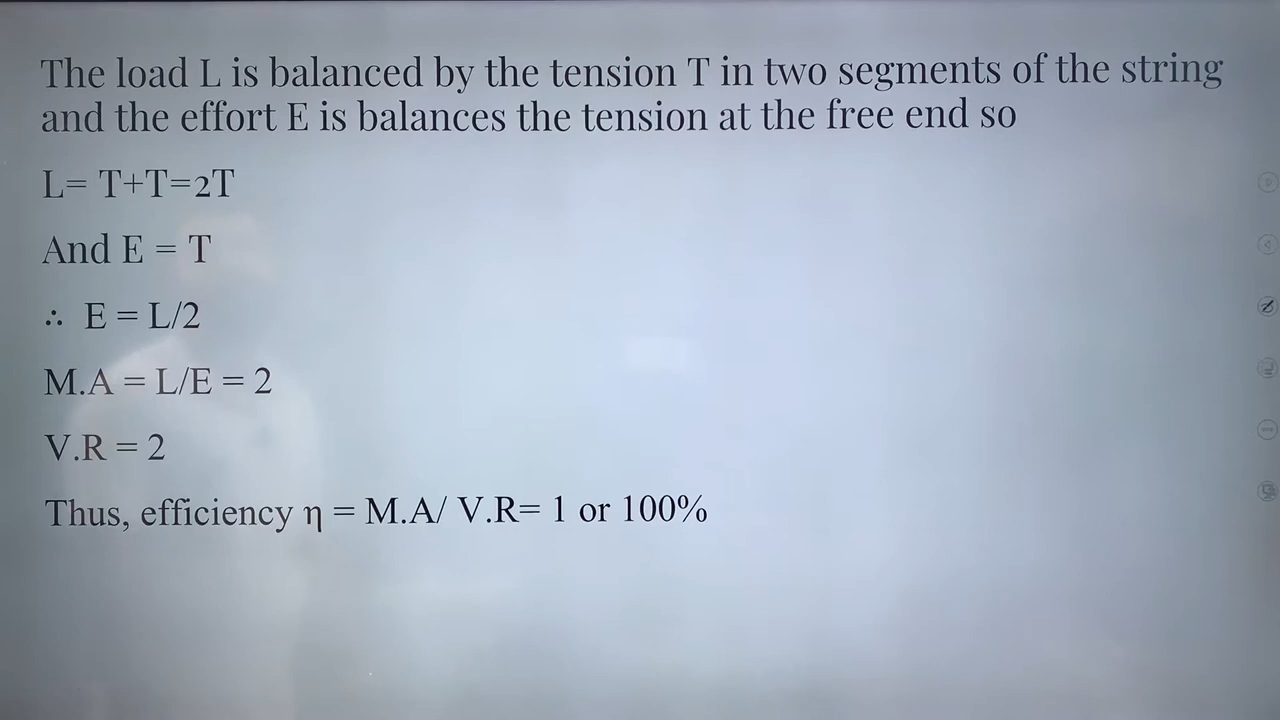 The load L is balanced by the tension T in two segments of the string
and the effort E is balances the tension at the free end so
L= T+T=2T
And E = T
∴ E = L/2
M.A = L/E = 2
V.R = 2
Thus, efficiency η = M.A/ V.R= 1 or 100%